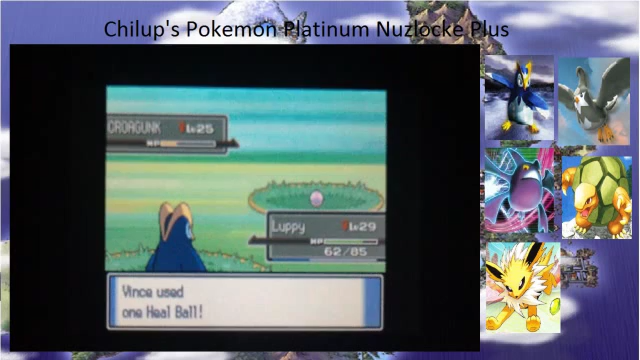 Chilup's Pokemon Platinum Nuzlocke Plus
CROAGUNK Lv25
HP
Luppy Lv29
HP
62/85
Vince used
one Heal Ball!